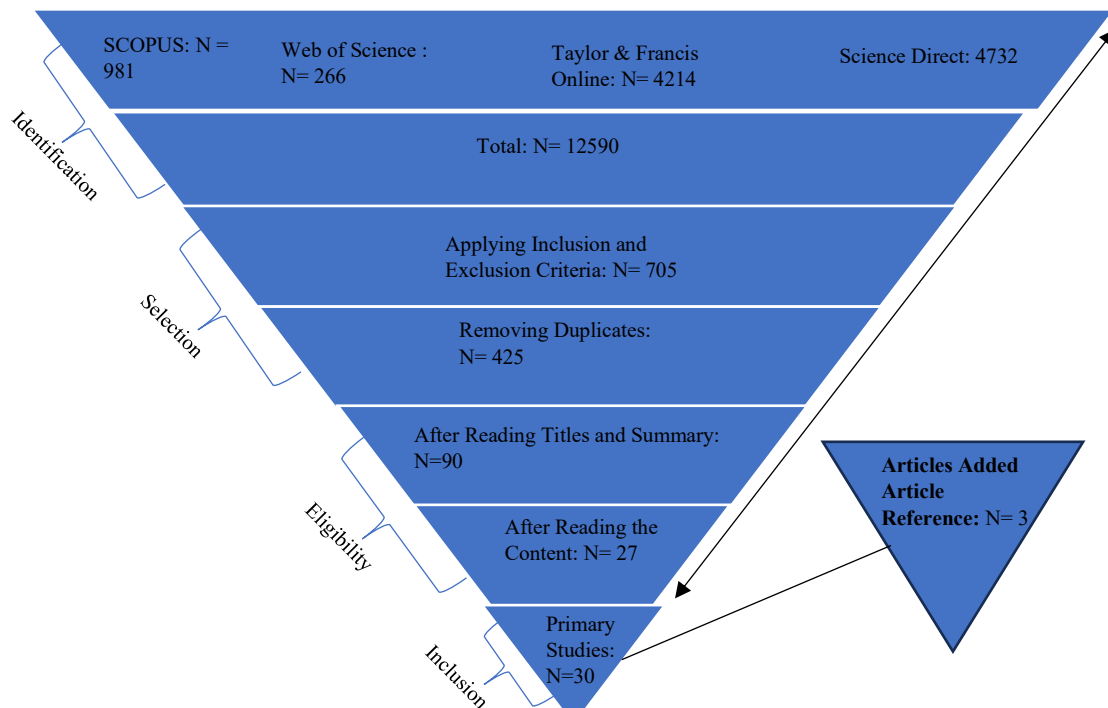 SCOPUS: N =
981
Web of Science :
N= 266
Taylor & Francis
Online: N= 4214
Science Direct: 4732
Identification
Total: N= 12590
Selection
Applying Inclusion and
Exclusion Criteria: N= 705
Removing Duplicates:
N= 425
Eligibility
After Reading Titles and Summary:
N=90
After Reading the
Content: N= 27
Articles Added
Article
Reference: N= 3
Inclusion
Primary
Studies:
N=30